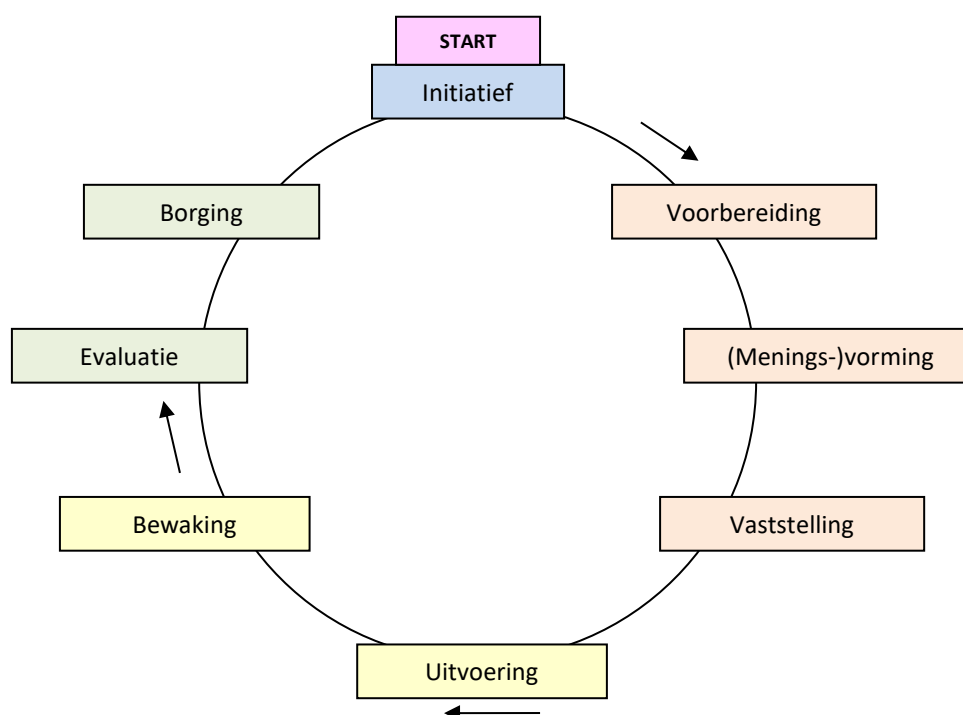 START
Initiatief
Voorbereiding
(Menings-)vorming
Vaststelling
Uitvoering
Bewaking
Evaluatie
Borging